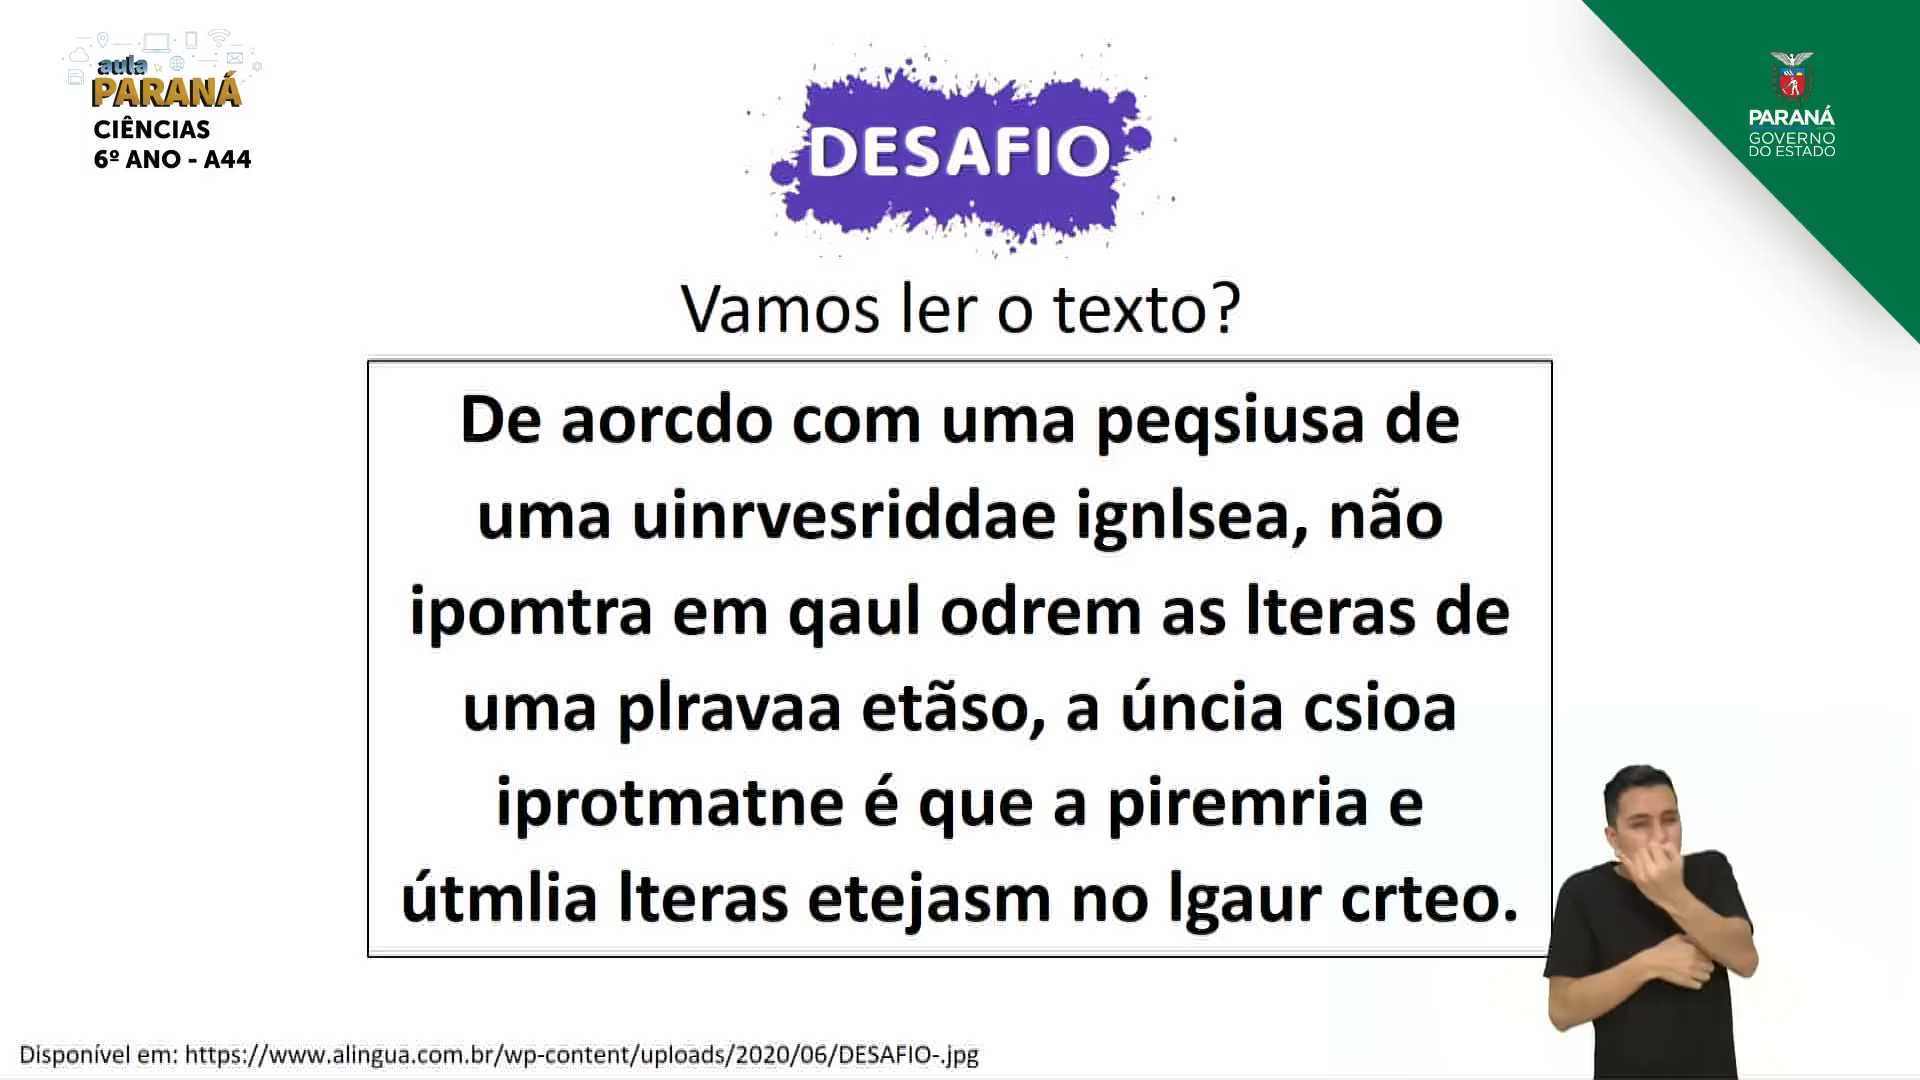 aula
PARANÁ
CIÊNCIAS
6º ANO - A44
DESAFIO
PARANÁ
GOVERNO
DO ESTADO
Vamos ler o texto?
De aorcdo com uma peqsiusa de
uma uinrvesriddae ignlsea, não
ipomtra em qaul odrem as lteras de
uma plravaa etãso, a úncia csioa
iprotmatne é que a piremria e
útmlia lteras etejasm no lgaur crteo.
Disponível em: https://www.alingua.com.br/wp-content/uploads/2020/06/DESAFIO-.jpg